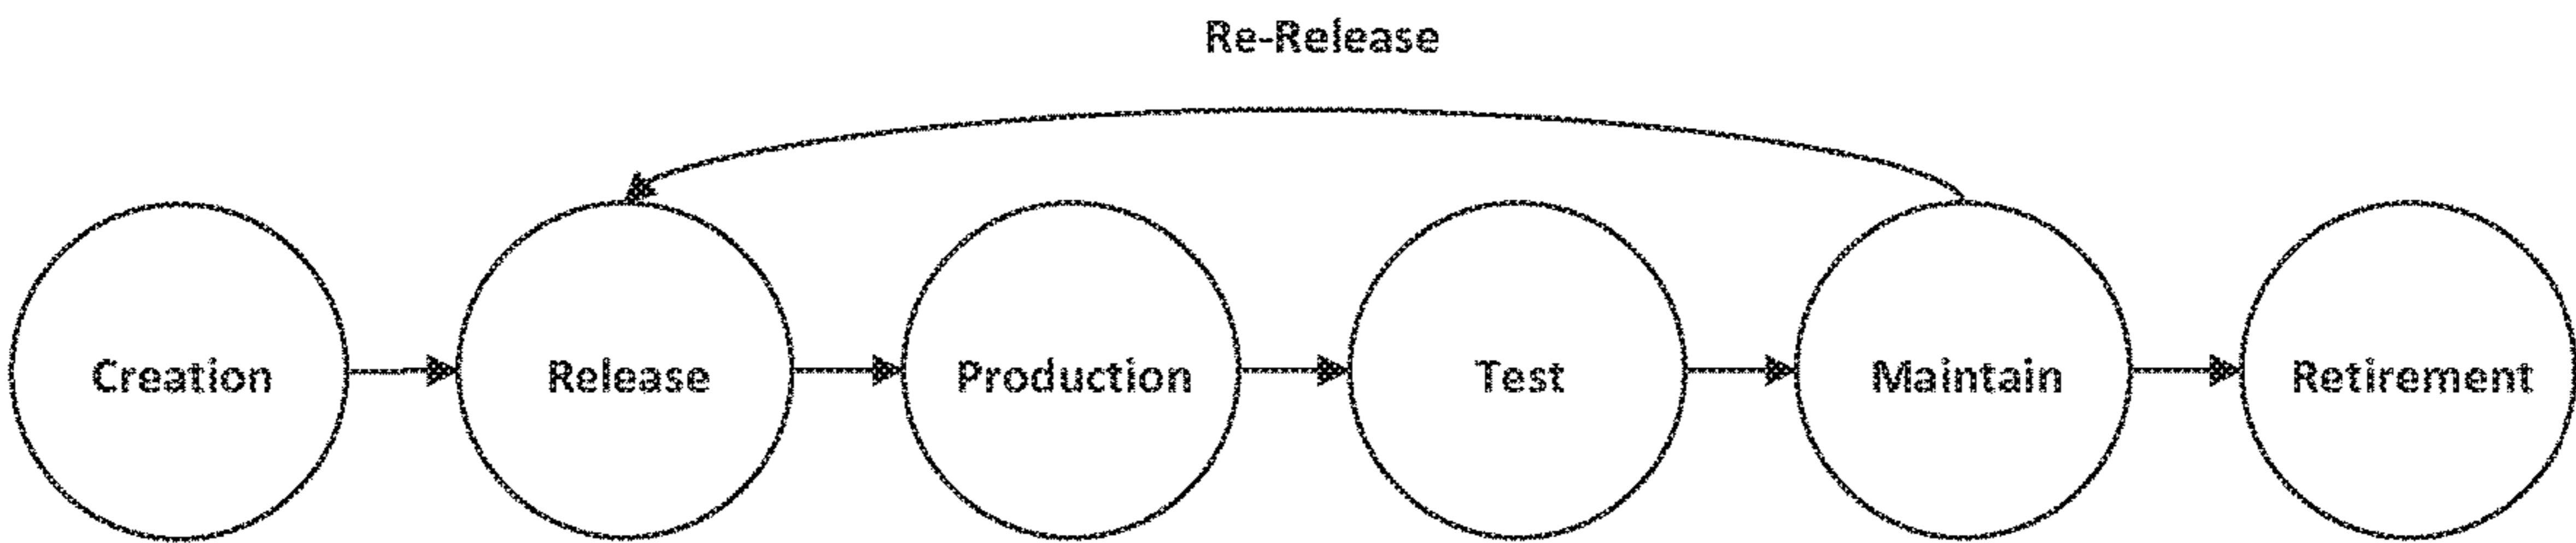 Re-Release
Creation
Release
Production
Test
Maintain
Retirement